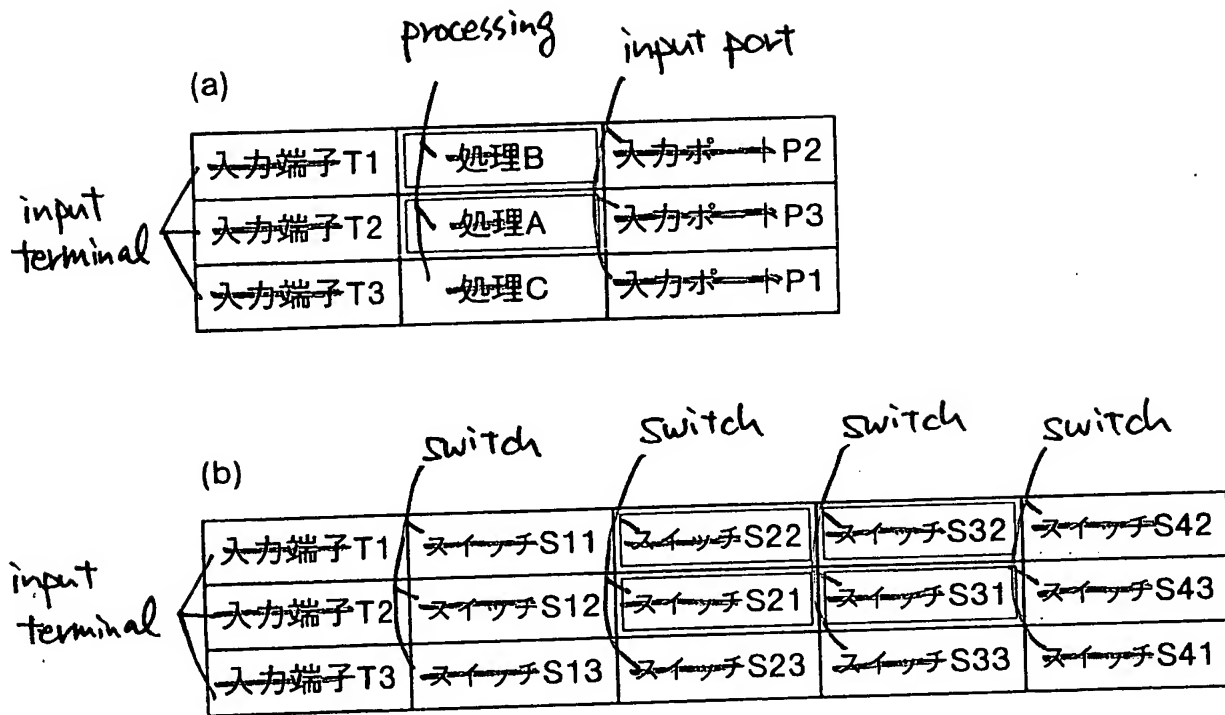 processing
input port
(a)
入力端子T1 処理B 入力ポートP2
input
terminal
入力端子T2 処理A 入力ポートP3
入力端子T3 処理C 入力ポートP1
switch switch switch switch
(b)
入力端子T1 スイッチS11 スイッチS22 スイッチS32 スイッチS42
input
terminal
入力端子T2 スイッチS12 スイッチS21 スイッチS31 スイッチS43
入力端子T3 スイッチS13 スイッチS23 スイッチS33 スイッチS41